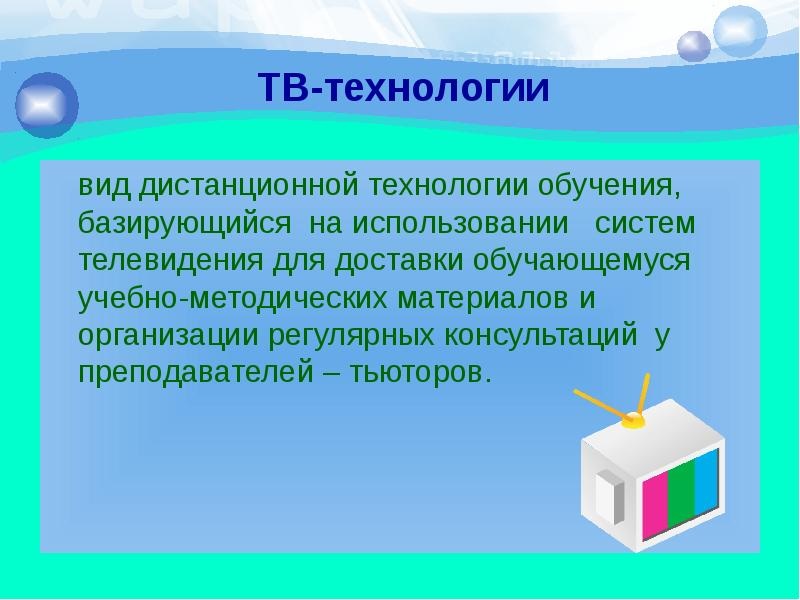 ТВ-технологии
вид дистанционной технологии обучения,
базирующийся на использовании систем
телевидения для доставки обучающемуся
учебно-методических материалов и
организации регулярных консультаций у
преподавателей – тьюторов.